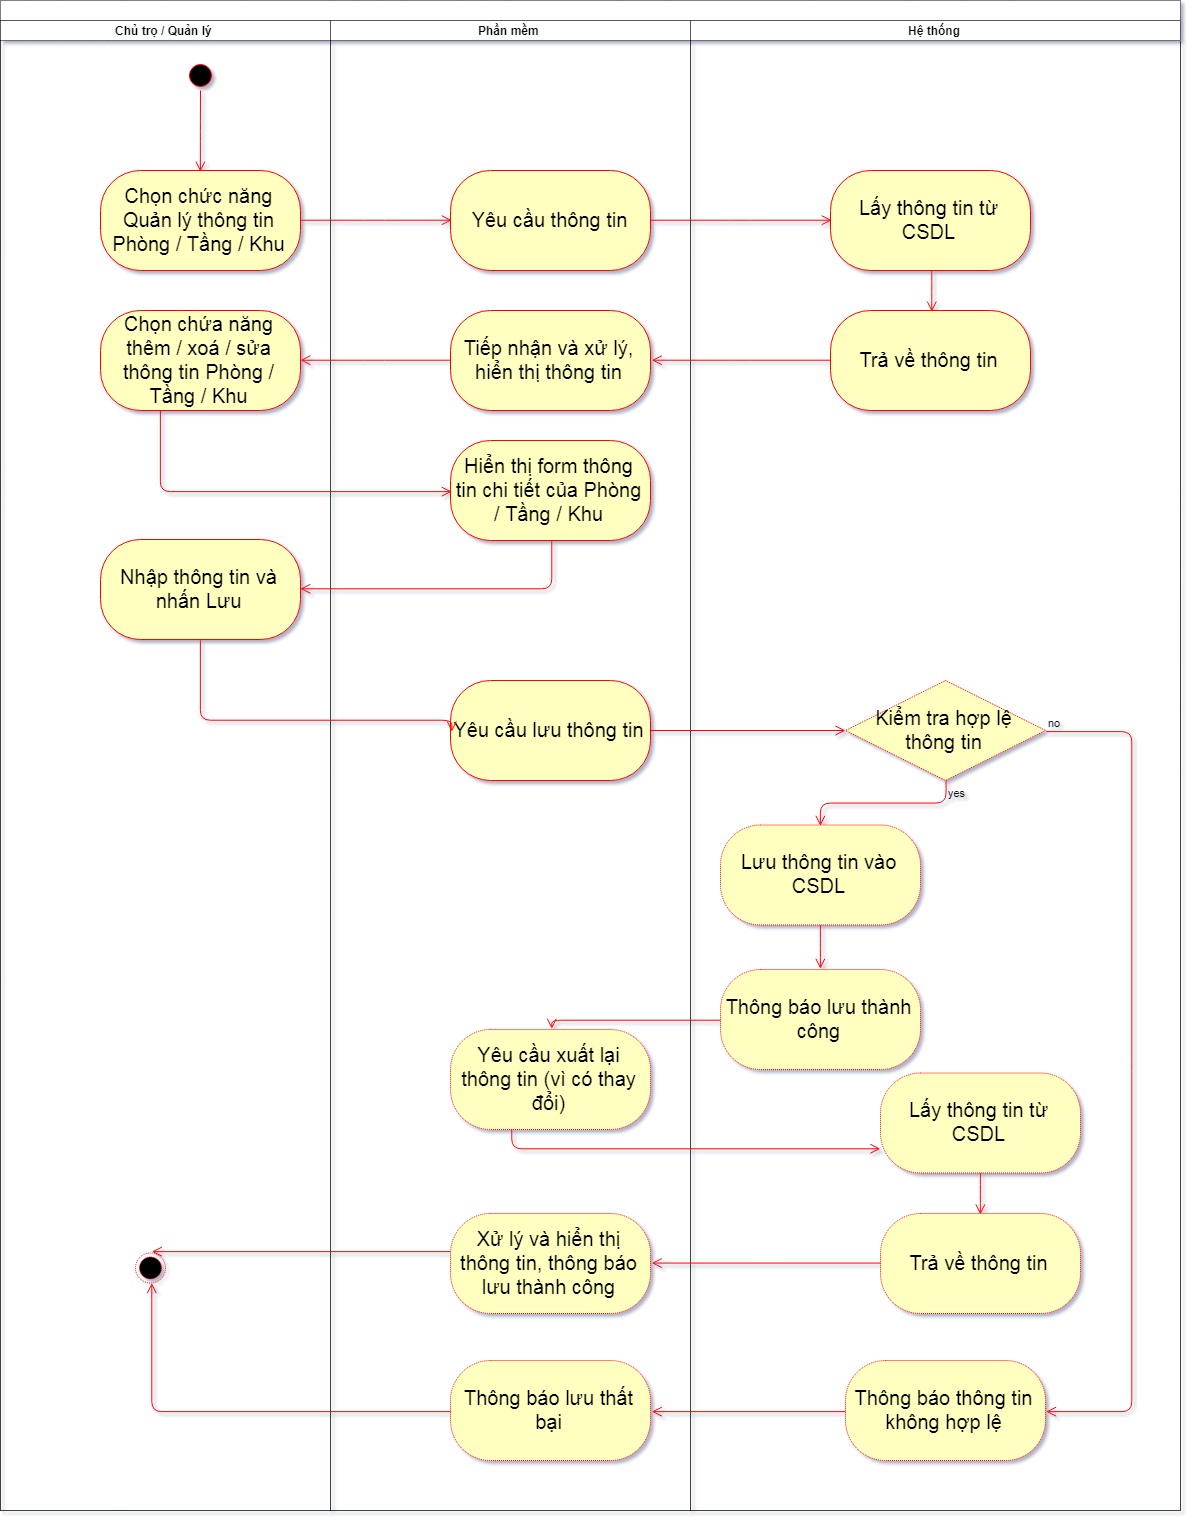 Chủ trọ / Quản lý
Phần mềm
Hệ thống
Chọn chức năng
Quản lý thông tin
Phòng / Tầng / Khu
Yêu cầu thông tin
Lấy thông tin từ
CSDL
Chọn chứa năng
thêm / xoá / sửa
thông tin Phòng /
Tầng / Khu
Tiếp nhận và xử lý,
hiển thị thông tin
Trả về thông tin
Hiển thị form thông
tin chi tiết của Phòng
/ Tầng / Khu
Nhập thông tin và
nhấn Lưu
Yêu cầu lưu thông tin
Kiểm tra hợp lệ
thông tin
no
yes
Lưu thông tin vào
CSDL
Thông báo lưu thành
công
Yêu cầu xuất lại
thông tin (vì có thay
đổi)
Lấy thông tin từ
CSDL
Xử lý và hiển thị
thông tin, thông báo
lưu thành công
Trả về thông tin
Thông báo lưu thất
bại
Thông báo thông tin
không hợp lệ